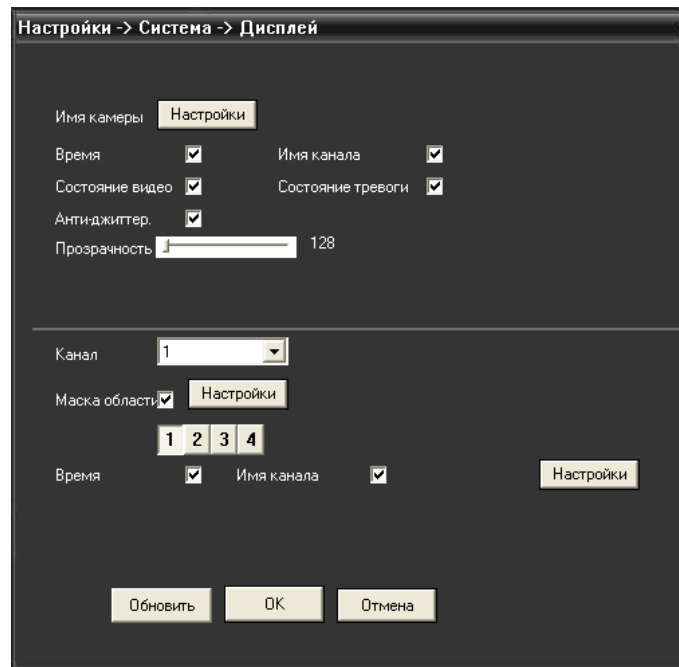 Настройки -> Система -> Дисплей
Имя камеры Настройки
Время Имя канала
Состояние видео Состояние тревоги
Анти-джиттер.
Прозрачность 128
Канал 1
Маска области Настройки
1 2 3 4
Время Имя канала Настройки
Обновить OK Отмена